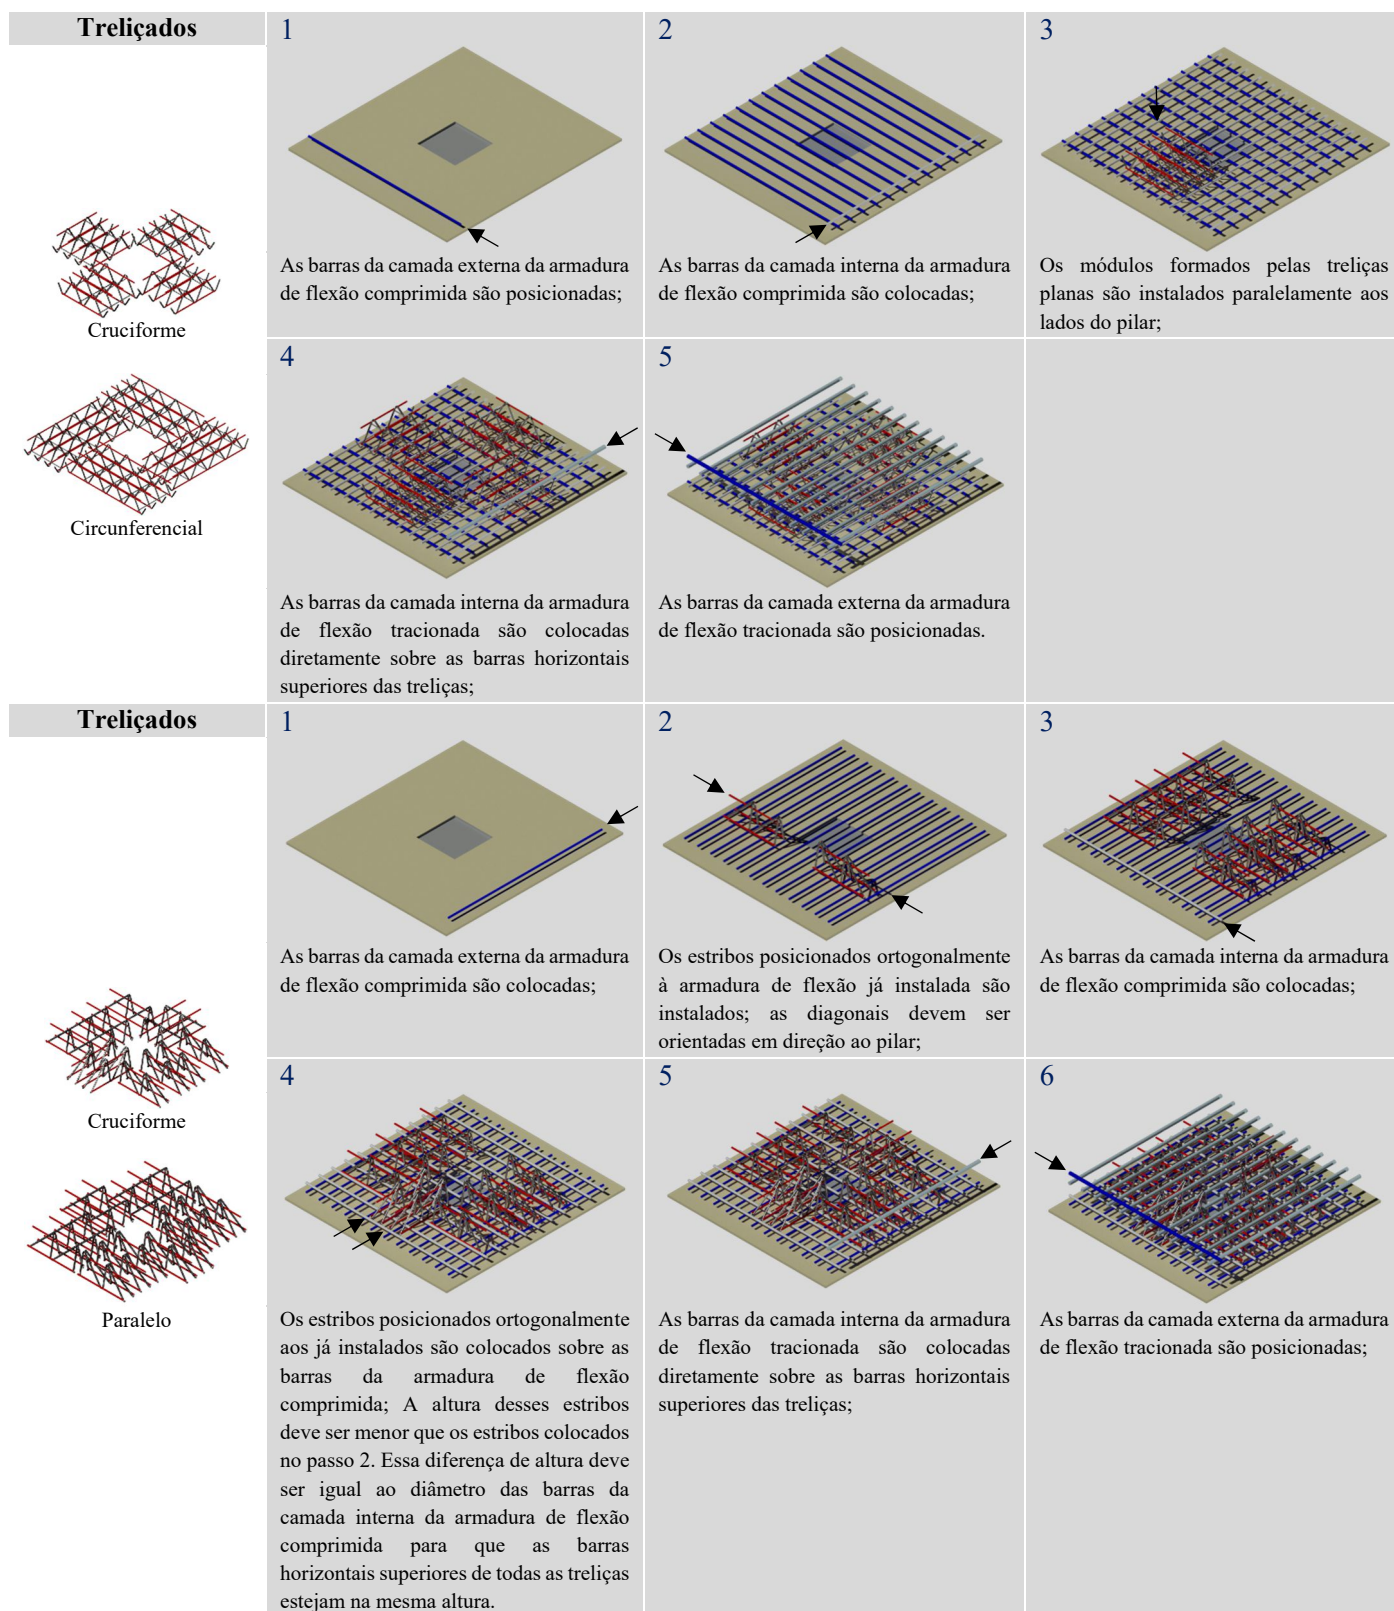 Treliçados
1
2
3
As barras da camada externa da armadura
de flexão comprimida são posicionadas;
As barras da camada interna da armadura
de flexão comprimida são colocadas;
Os módulos formados pelas treliças
planas são instalados paralelamente aos
lados do pilar;
Cruciforme
Circunferencial
4
5
As barras da camada interna da armadura
de flexão tracionada são colocadas
diretamente sobre as barras horizontais
superiores das treliças;
As barras da camada externa da armadura
de flexão tracionada são posicionadas.
Treliçados
1
2
3
As barras da camada externa da armadura
de flexão comprimida são colocadas;
Os estribos posicionados ortogonalmente
à armadura de flexão já instalada são
instalados; as diagonais devem ser
orientadas em direção ao pilar;
As barras da camada interna da armadura
de flexão comprimida são colocadas;
Cruciforme
Paralelo
4
5
6
Os estribos posicionados ortogonalmente
aos já instalados são colocados sobre as
barras da armadura de flexão
comprimida; A altura desses estribos
deve ser menor que os estribos colocados
no passo 2. Essa diferença de altura deve
ser igual ao diâmetro das barras da
camada interna da armadura de flexão
comprimida para que as barras
horizontais superiores de todas as treliças
estejam na mesma altura.
As barras da camada interna da armadura
de flexão tracionada são colocadas
diretamente sobre as barras horizontais
superiores das treliças;
As barras da camada externa da armadura
de flexão tracionada são posicionadas;